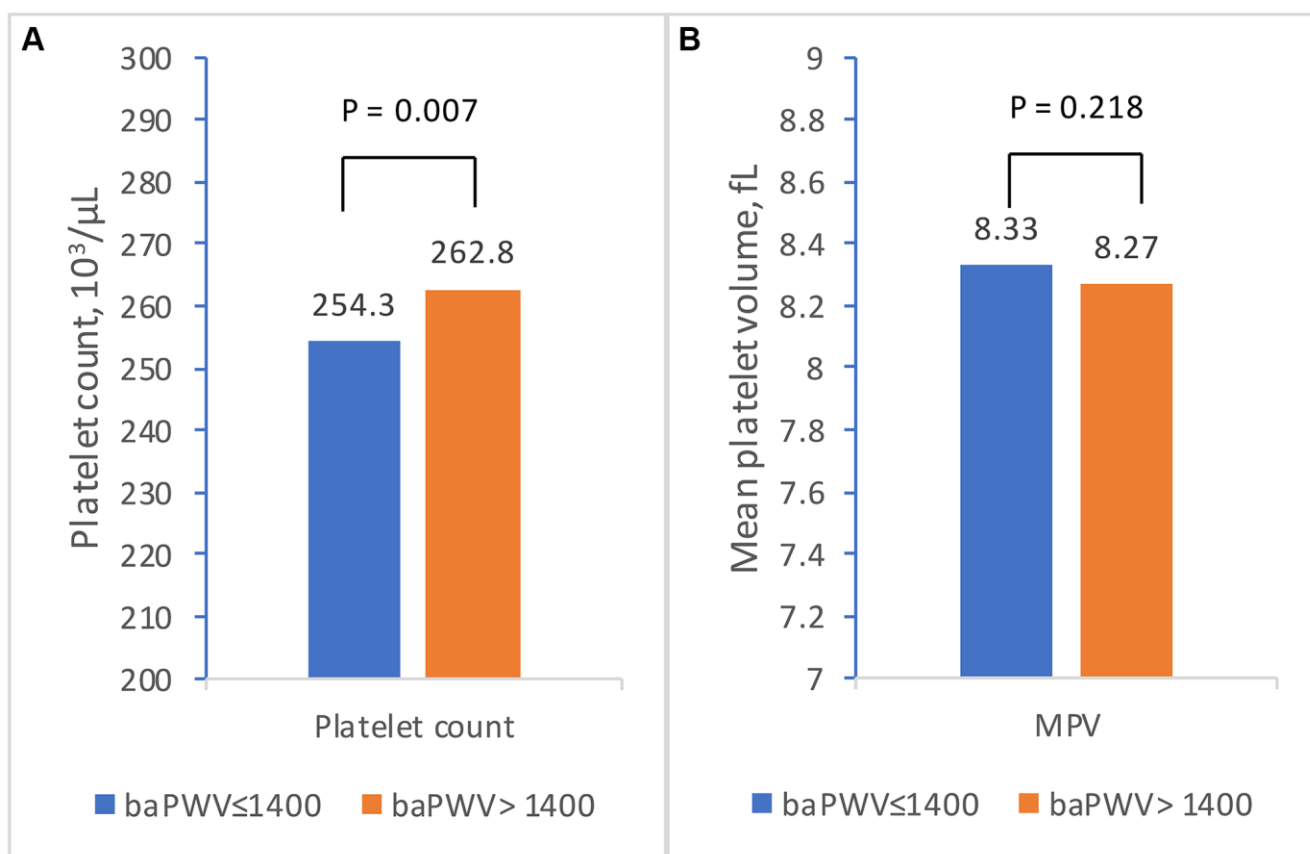 A
Platelet count, 10³/µL
300
290
280
270
260
250
240
230
220
210
200
P = 0.007
254.3
262.8
Platelet count
baPWV≤1400
baPWV> 1400
B
Mean platelet volume, fL
9
8.8
8.6
8.4
8.2
8
7.8
7.6
7.4
7.2
7
P = 0.218
8.33
8.27
MPV
baPWV≤1400
baPWV> 1400